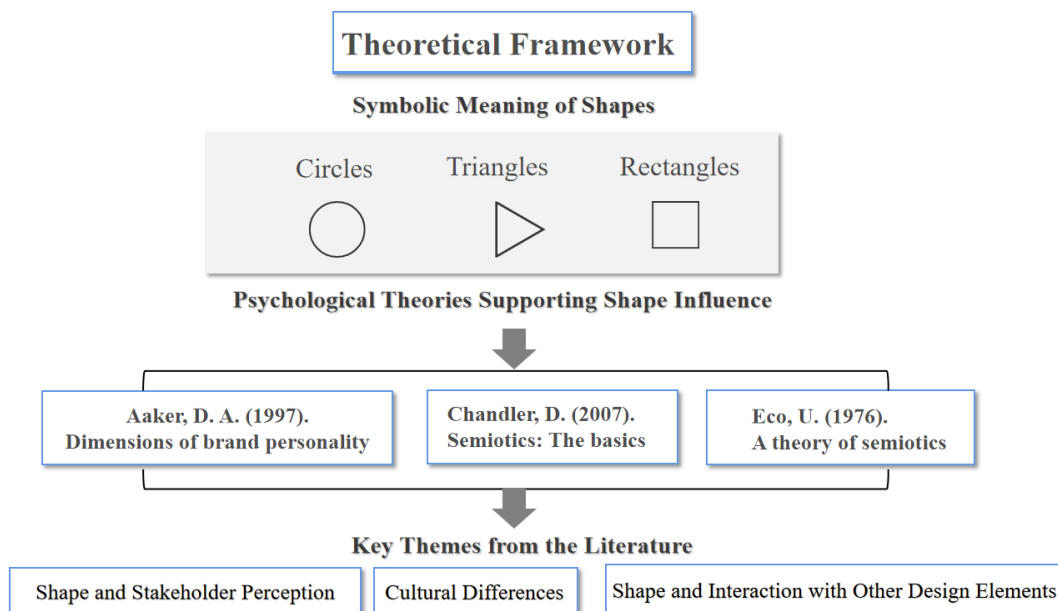 Theoretical Framework
Symbolic Meaning of Shapes
Circles Triangles Rectangles
Psychological Theories Supporting Shape Influence
Aaker, D. A. (1997).
Dimensions of brand personality
Chandler, D. (2007).
Semiotics: The basics
Eco, U. (1976).
A theory of semiotics
Key Themes from the Literature
Shape and Stakeholder Perception
Cultural Differences
Shape and Interaction with Other Design Elements